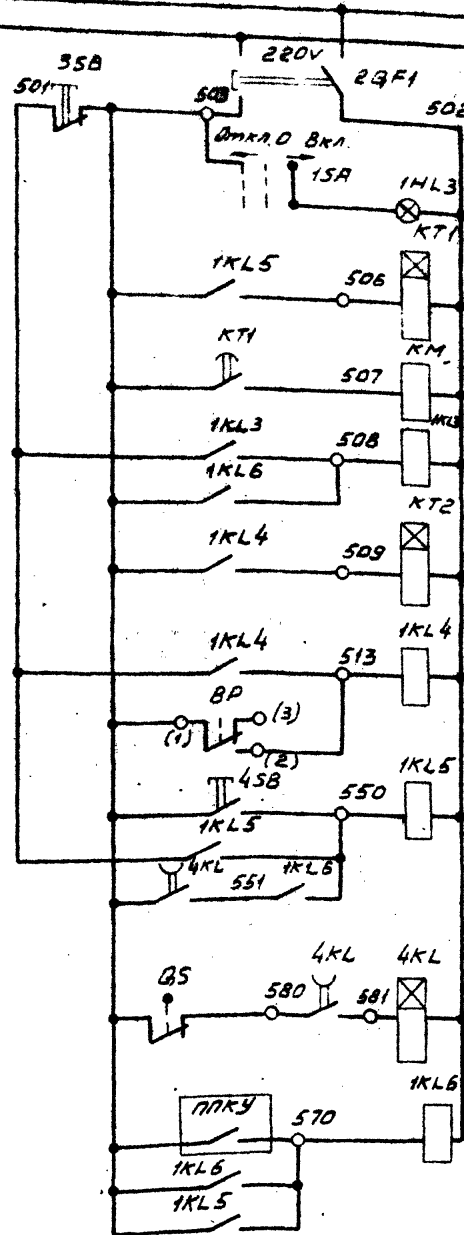 220V
3SB
2QF1
501
503
502
Откл. 0 Вкл.
1SA
1HL3
KT1
1KL5
506
KT1
KM
507
1KL3
1KL3
508
1KL6
KT2
1KL4
509
1KL4
1KL4
513
BP
(1)
(3)
(2)
1KL5
4SB
550
1KL5
4KL
551
1KL6
QS
4KL
4KL
580
581
1KL6
ППКУ
570
1KL6
1KL5